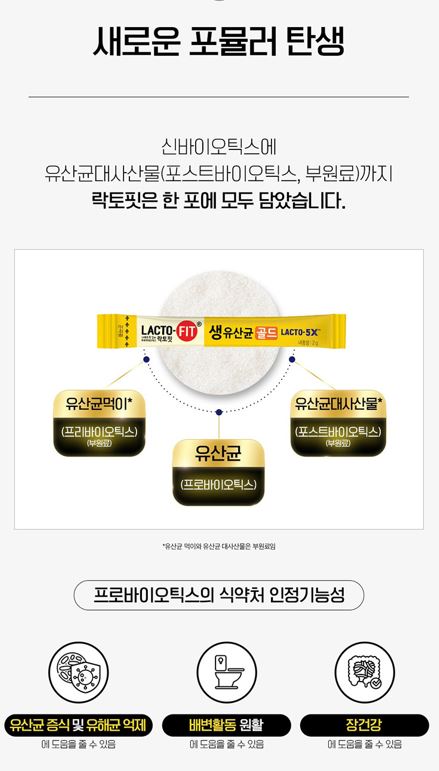 새로운 포뮬러 탄생
신바이오틱스에
유산균대사산물(포스트바이오틱스, 부원료)까지
락토핏은 한 포에 모두 담았습니다.
LACTO-FIT® 생유산균 골드 LACTO-5X™
락토핏
내용량 : 2g
유산균먹이*
(프리바이오틱스)
(부원료)
유산균대사산물*
(포스트바이오틱스)
(부원료)
유산균
(프로바이오틱스)
*유산균 먹이와 유산균 대사산물은 부원료임
프로바이오틱스의 식약처 인정기능성
유산균 증식 및 유해균 억제
에 도움을 줄 수 있음
배변활동 원활
에 도움을 줄 수 있음
장건강
에 도움을 줄 수 있음